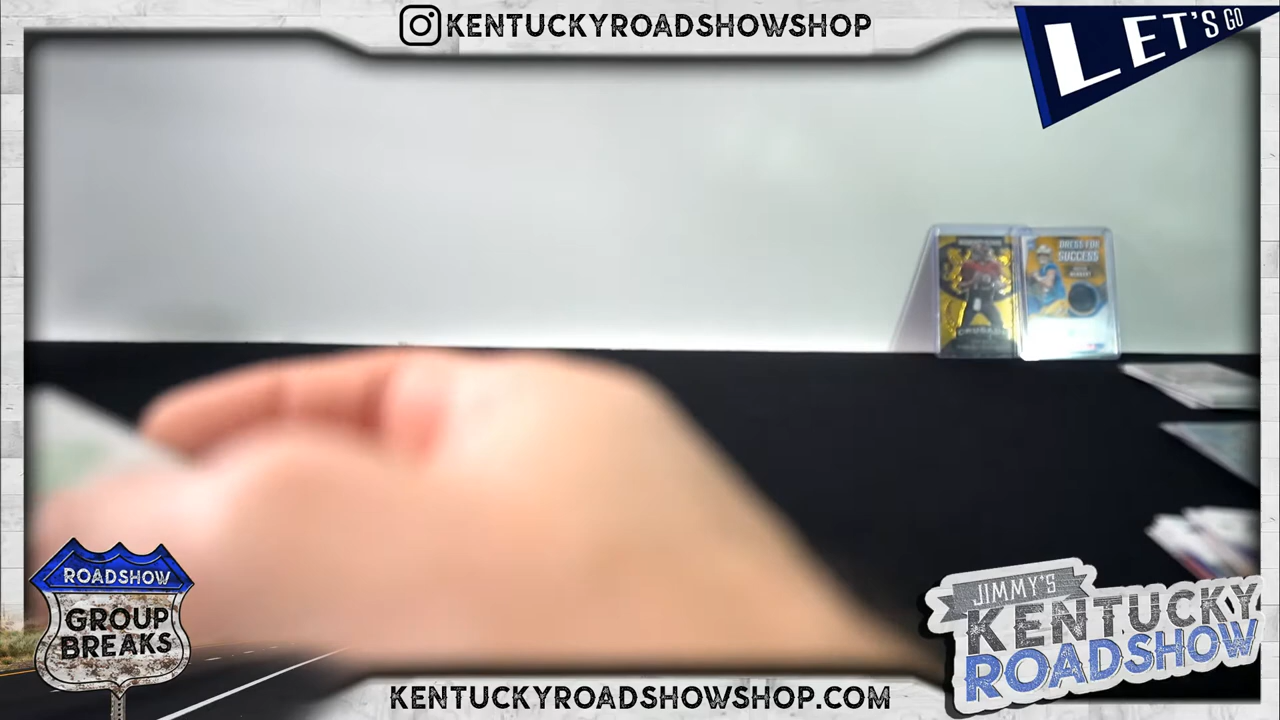 KENTUCKYROADSHOWSHOP
LET'S GO
DRESS FOR
SUCCESS
ROADSHOW
GROUP
BREAKS
JIMMY'S
KENTUCKY
ROADSHOW
KENTUCKYROADSHOWSHOP.COM